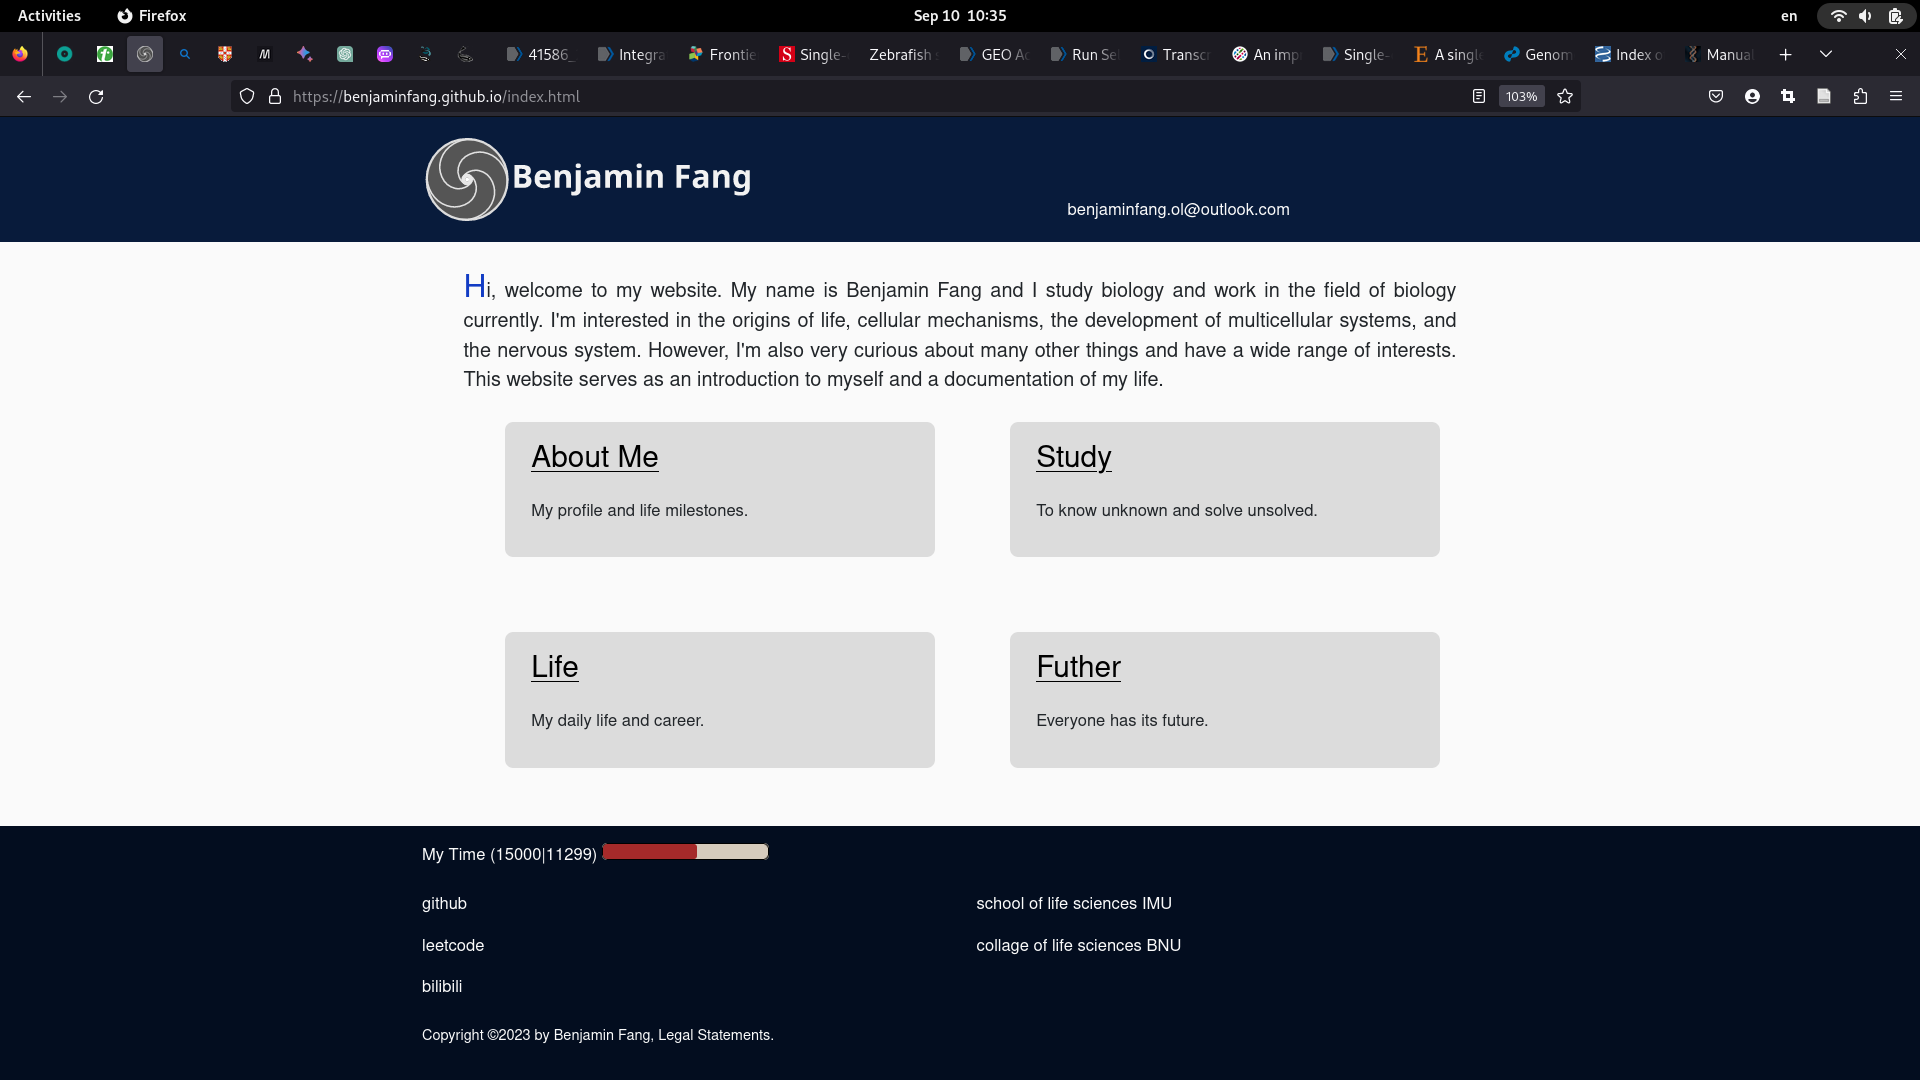 Activities
Firefox
Sep 10 10:35
en
41586_
Integra
Frontie
Single-
Zebrafish
GEO Ac
Run Sel
Transcr
An imp
Single-
A single
Genom
Index o
Manual
https://benjaminfang.github.io/index.html
103%
Benjamin Fang
benjaminfang.ol@outlook.com
Hi, welcome to my website. My name is Benjamin Fang and I study biology and work in the field of biology
currently. I'm interested in the origins of life, cellular mechanisms, the development of multicellular systems, and
the nervous system. However, I'm also very curious about many other things and have a wide range of interests.
This website serves as an introduction to myself and a documentation of my life.
About Me
My profile and life milestones.
Study
To know unknown and solve unsolved.
Life
My daily life and career.
Futher
Everyone has its future.
My Time (15000|11299)
github
school of life sciences IMU
leetcode
collage of life sciences BNU
bilibili
Copyright ©2023 by Benjamin Fang, Legal Statements.